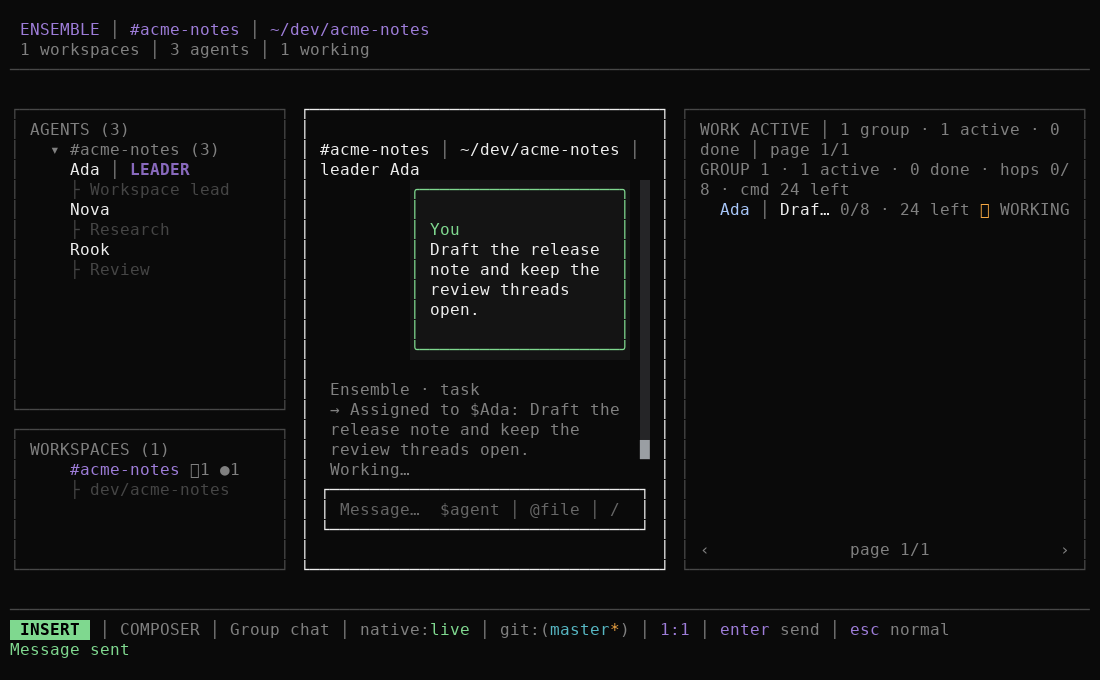 ENSEMBLE │ #acme-notes │ ~/dev/acme-notes
1 workspaces │ 3 agents │ 1 working
AGENTS (3)
▾ #acme-notes (3)
Ada │ LEADER
├ Workspace lead
Nova
├ Research
Rook
├ Review
WORKSPACES (1)
#acme-notes 1 ●1
├ dev/acme-notes
#acme-notes │ ~/dev/acme-notes │
leader Ada
You
Draft the release
note and keep the
review threads
open.
Ensemble · task
→ Assigned to $Ada: Draft the
release note and keep the
review threads open.
Working…
Message…  $agent │ @file │ /
WORK ACTIVE │ 1 group · 1 active · 0
done │ page 1/1
GROUP 1 · 1 active · 0 done · hops 0/
8 · cmd 24 left
Ada │ Draf… 0/8 · 24 left WORKING
‹ page 1/1 ›
INSERT │ COMPOSER │ Group chat │ native:live │ git:(master*) │ 1:1 │ enter send │ esc normal
Message sent